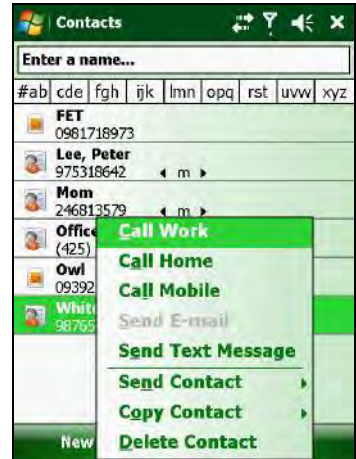 Contacts
Enter a name...
#ab cde fgh ijk lmn opq rst uvw xyz
FET
0981718973
Lee, Peter
975318642 m
Mom
246813579 m
Call Work
(425)
Call Home
Owl
Call Mobile
Send E-mail
Send Text Message
Send Contact
Copy Contact
New
Delete Contact